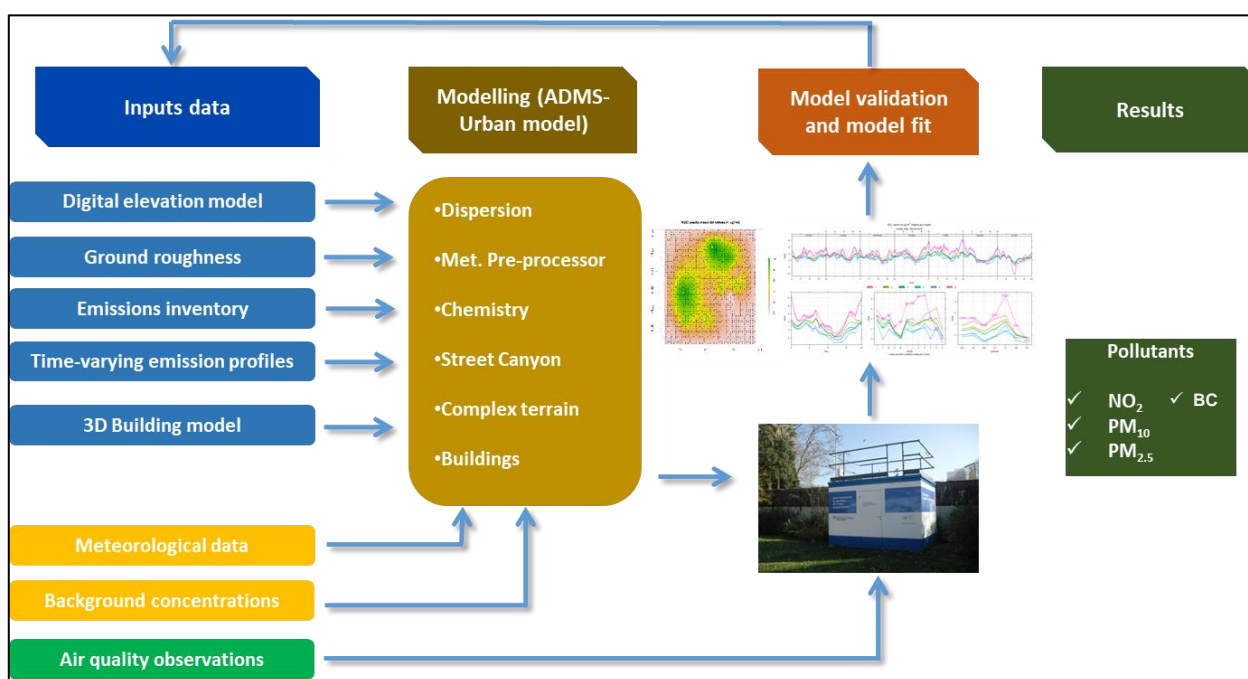 Inputs data
Modelling (ADMS-
Urban model)
Model validation
and model fit
Results
Digital elevation model
Ground roughness
Emissions inventory
Time-varying emission profiles
3D Building model
Meteorological data
Background concentrations
Air quality observations
•Dispersion
•Met. Pre-processor
•Chemistry
•Street Canyon
•Complex terrain
•Buildings
Pollutants
✓ NO₂ ✓ BC
✓ PM₁₀
✓ PM₂.₅